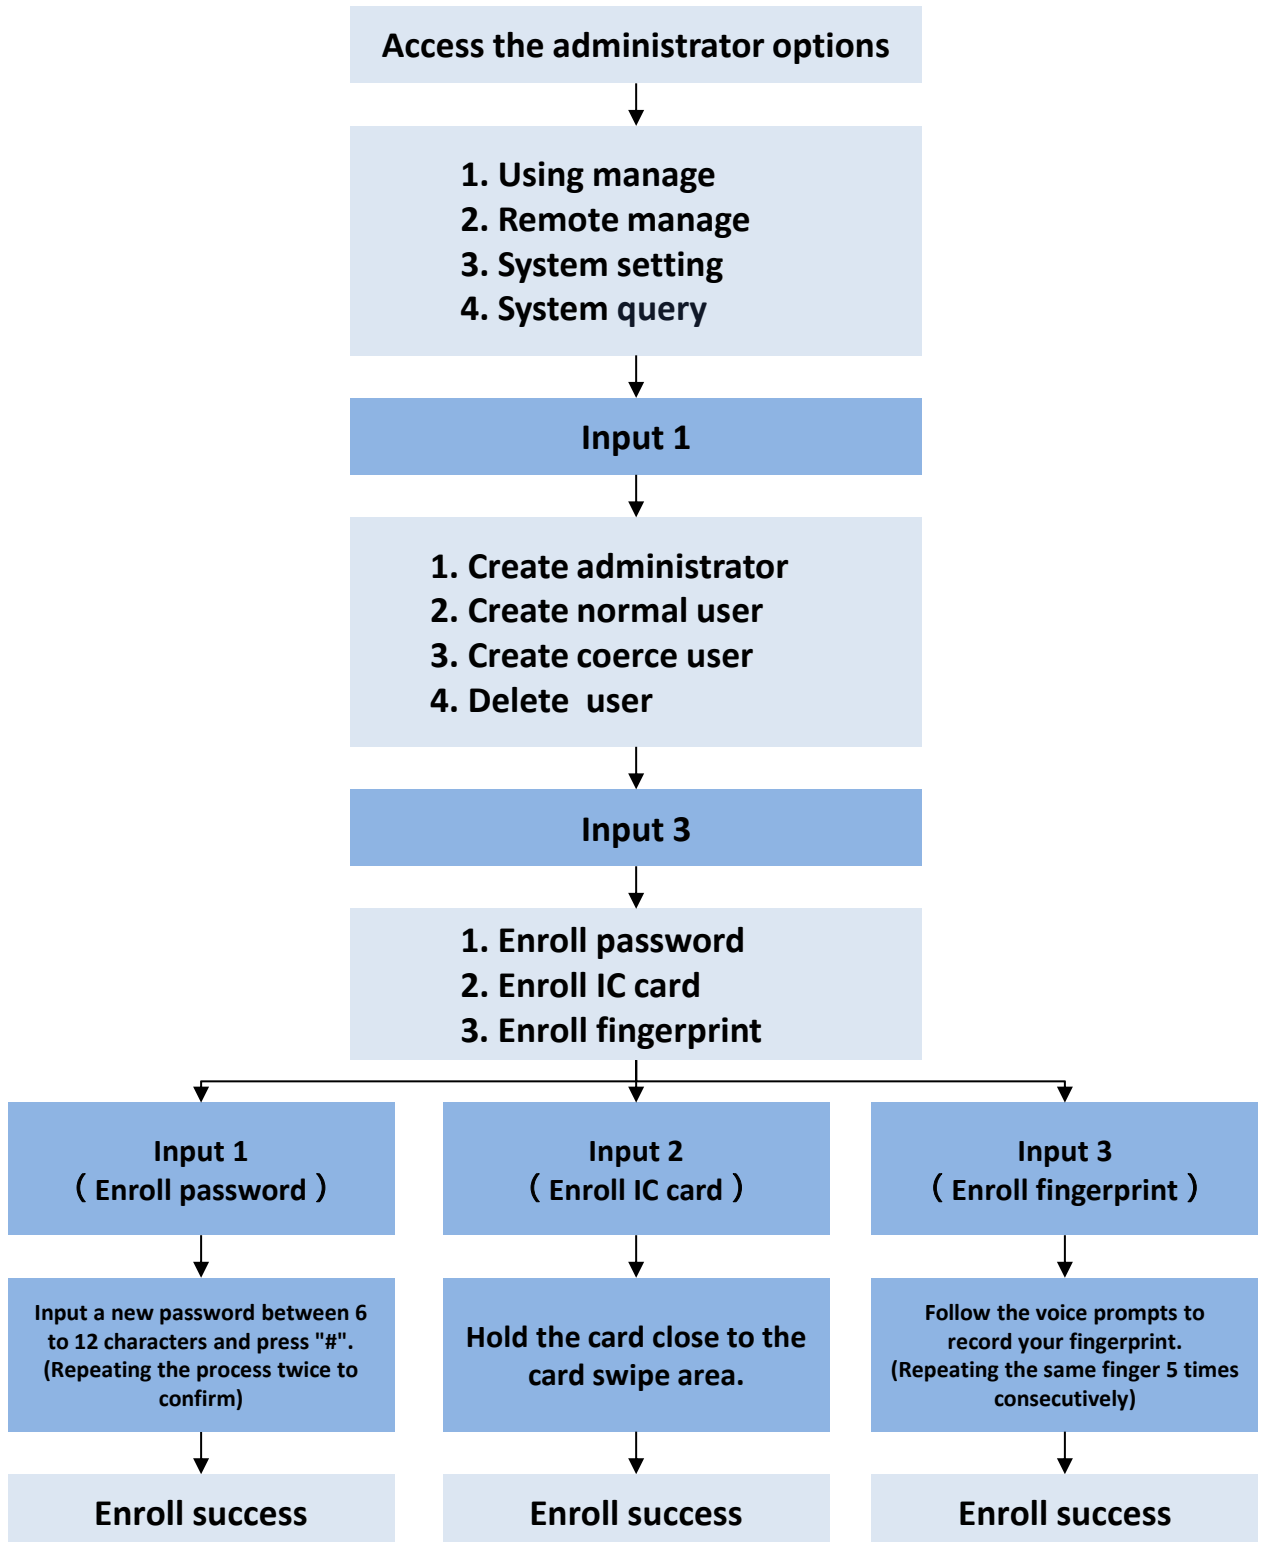 Access the administrator options
1. Using manage
2. Remote manage
3. System setting
4. System query
Input 1
1. Create administrator
2. Create normal user
3. Create coerce user
4. Delete  user
Input 3
1. Enroll password
2. Enroll IC card
3. Enroll fingerprint
Input 1
（ Enroll password ）
Input 2
（ Enroll IC card ）
Input 3
（ Enroll fingerprint ）
Input a new password between 6
to 12 characters and press "#".
(Repeating the process twice to
confirm)
Hold the card close to the
card swipe area.
Follow the voice prompts to
record your fingerprint.
(Repeating the same finger 5 times
consecutively)
Enroll success
Enroll success
Enroll success